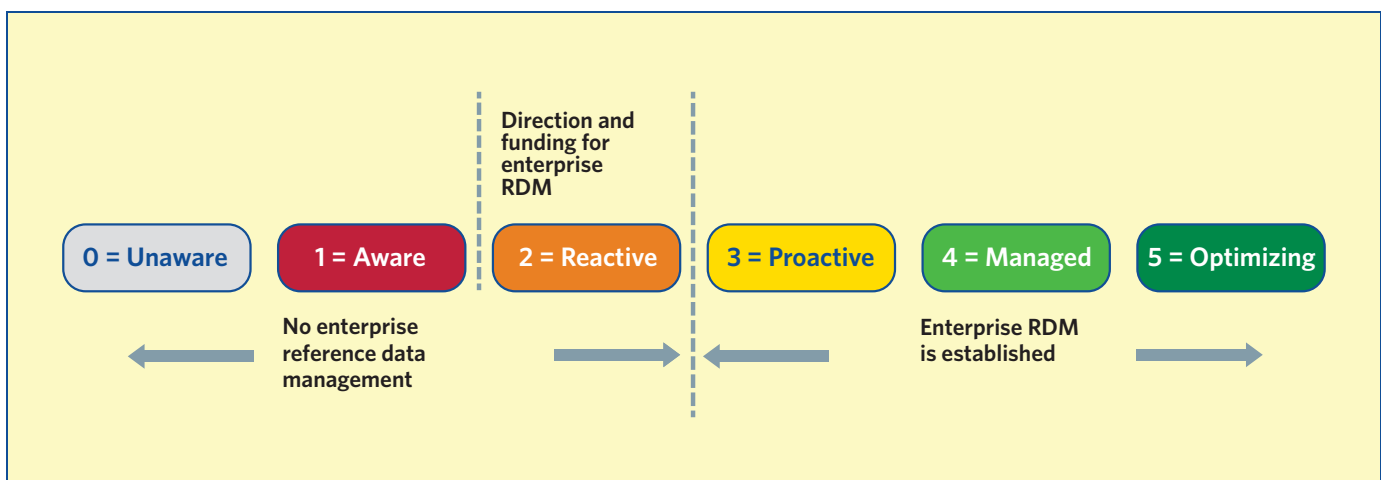 Direction and
funding for
enterprise
RDM
0 = Unaware
1 = Aware
2 = Reactive
3 = Proactive
4 = Managed
5 = Optimizing
No enterprise
reference data
management
Enterprise RDM
is established